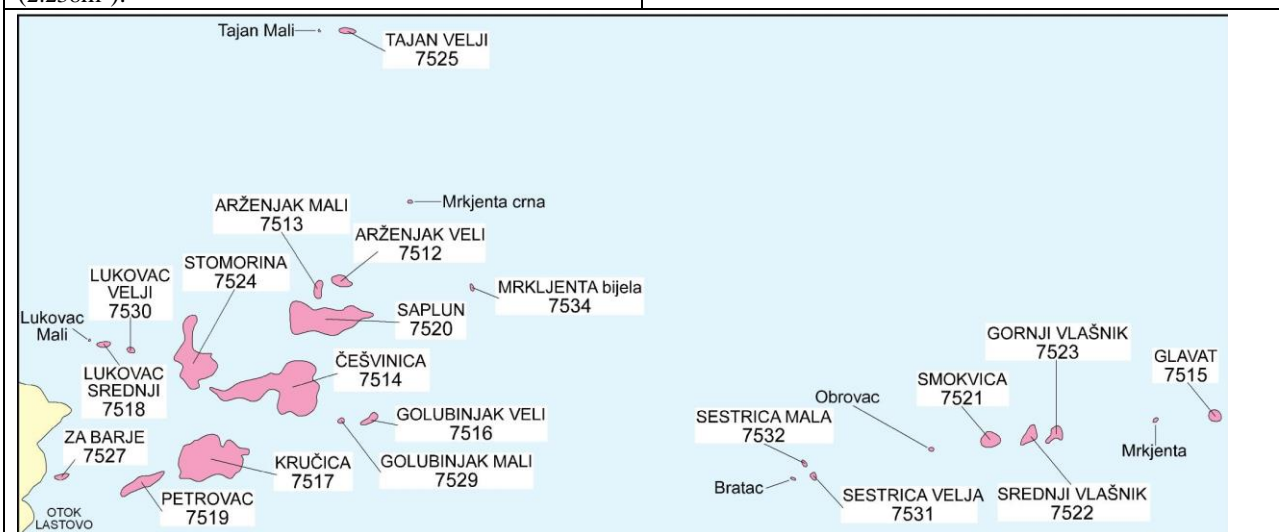 Tajan Mali
TAJAN VELJI
7525
Mrkjenta crna
ARŽENJAK MALI
7513
ARŽENJAK VELI
7512
STOMORINA
7524
LUKOVAC
VELJI
7530
MRKLJENTA bijela
7534
Lukovac
Mali
SAPLUN
7520
LUKOVAC
SREDNJI
7518
ČEŠVINICA
7514
GORNJI VLAŠNIK
7523
GLAVAT
7515
SMOKVICA
7521
Obrovac
GOLUBINJAK VELI
7516
SESTRICA MALA
7532
ZA BARJE
7527
Mrkjenta
KRUČICA
7517
GOLUBINJAK MALI
7529
Bratac
SESTRICA VELJA
7531
SREDNJI VLAŠNIK
7522
PETROVAC
7519
OTOK
LASTOVO